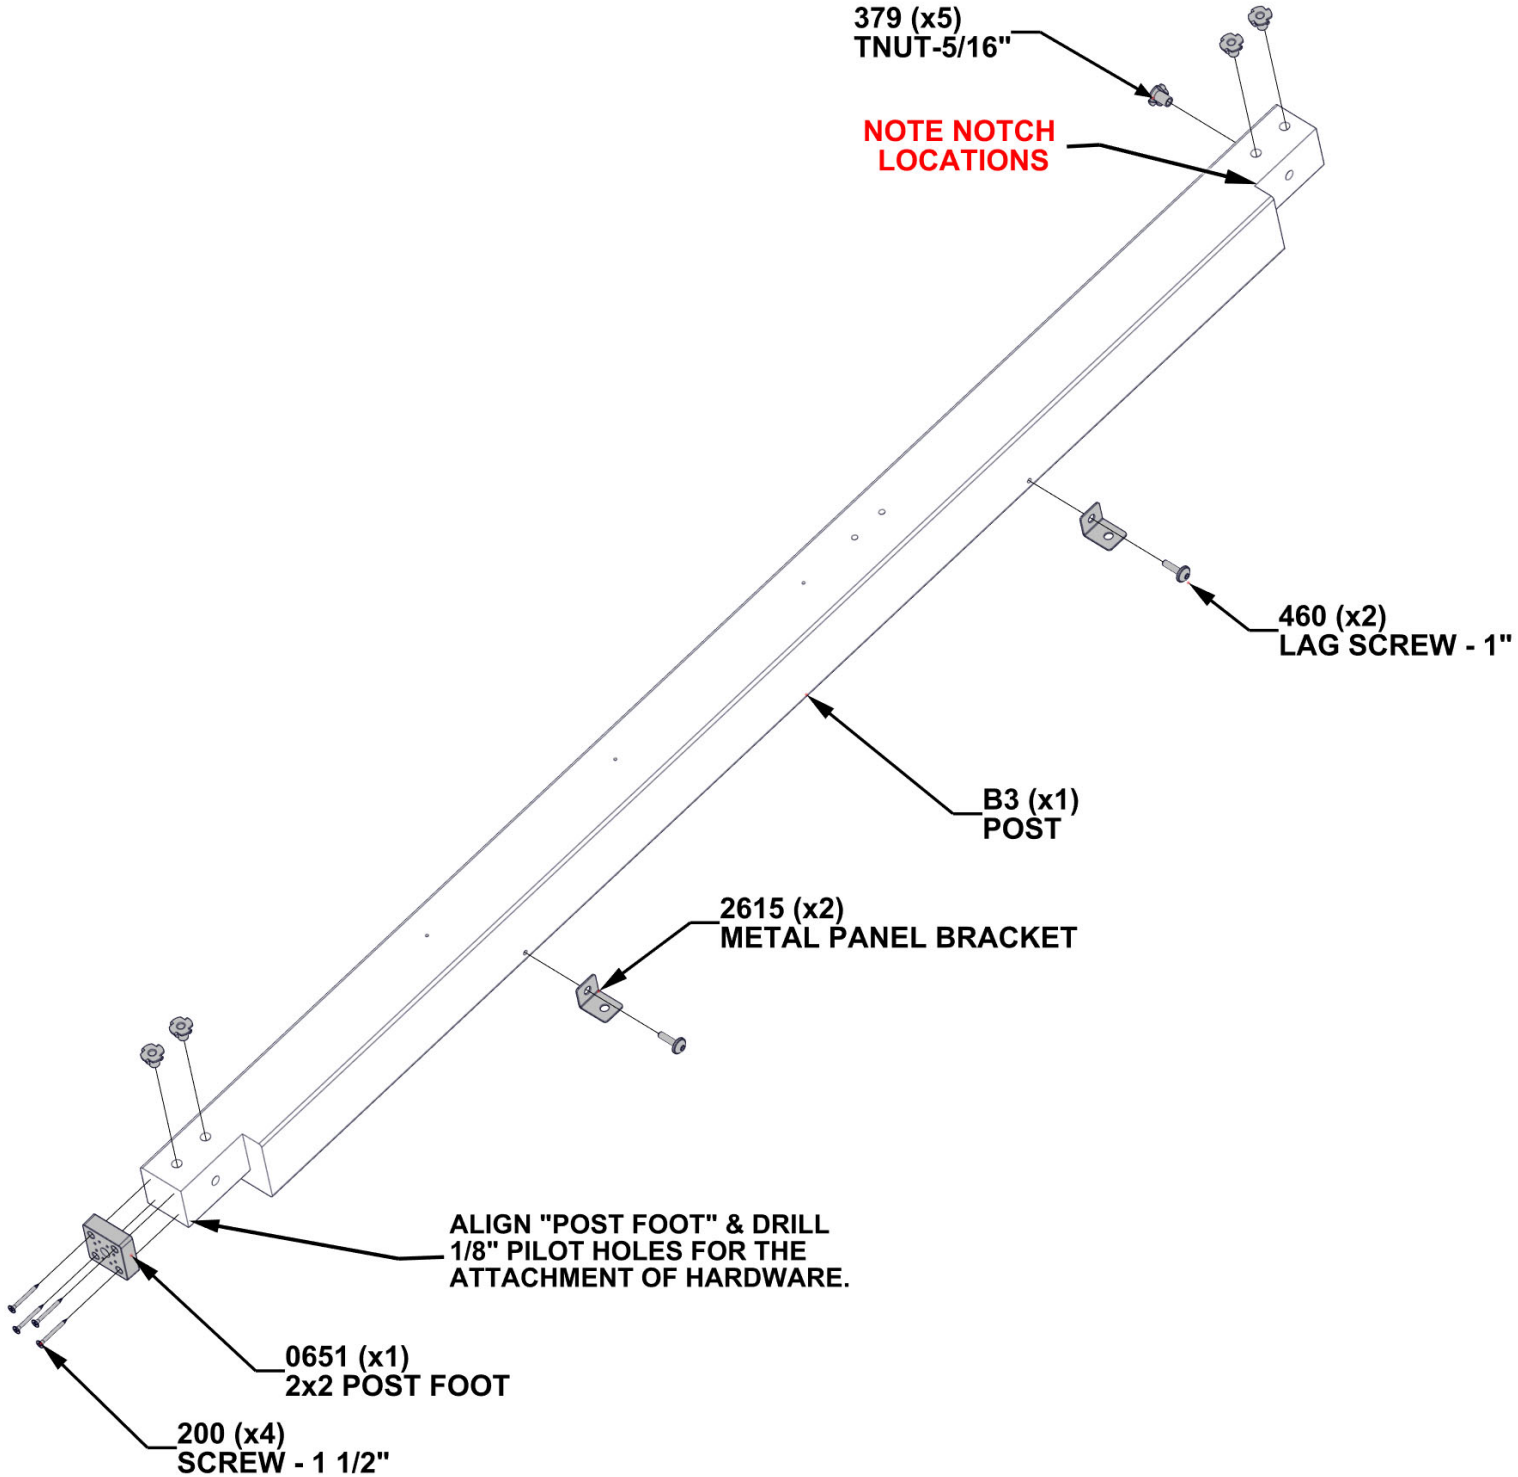 379 (x5)
TNUT-5/16"
NOTE NOTCH
LOCATIONS
460 (x2)
LAG SCREW - 1"
B3 (x1)
POST
2615 (x2)
METAL PANEL BRACKET
ALIGN "POST FOOT" & DRILL
1/8" PILOT HOLES FOR THE
ATTACHMENT OF HARDWARE.
0651 (x1)
2x2 POST FOOT
200 (x4)
SCREW - 1 1/2"